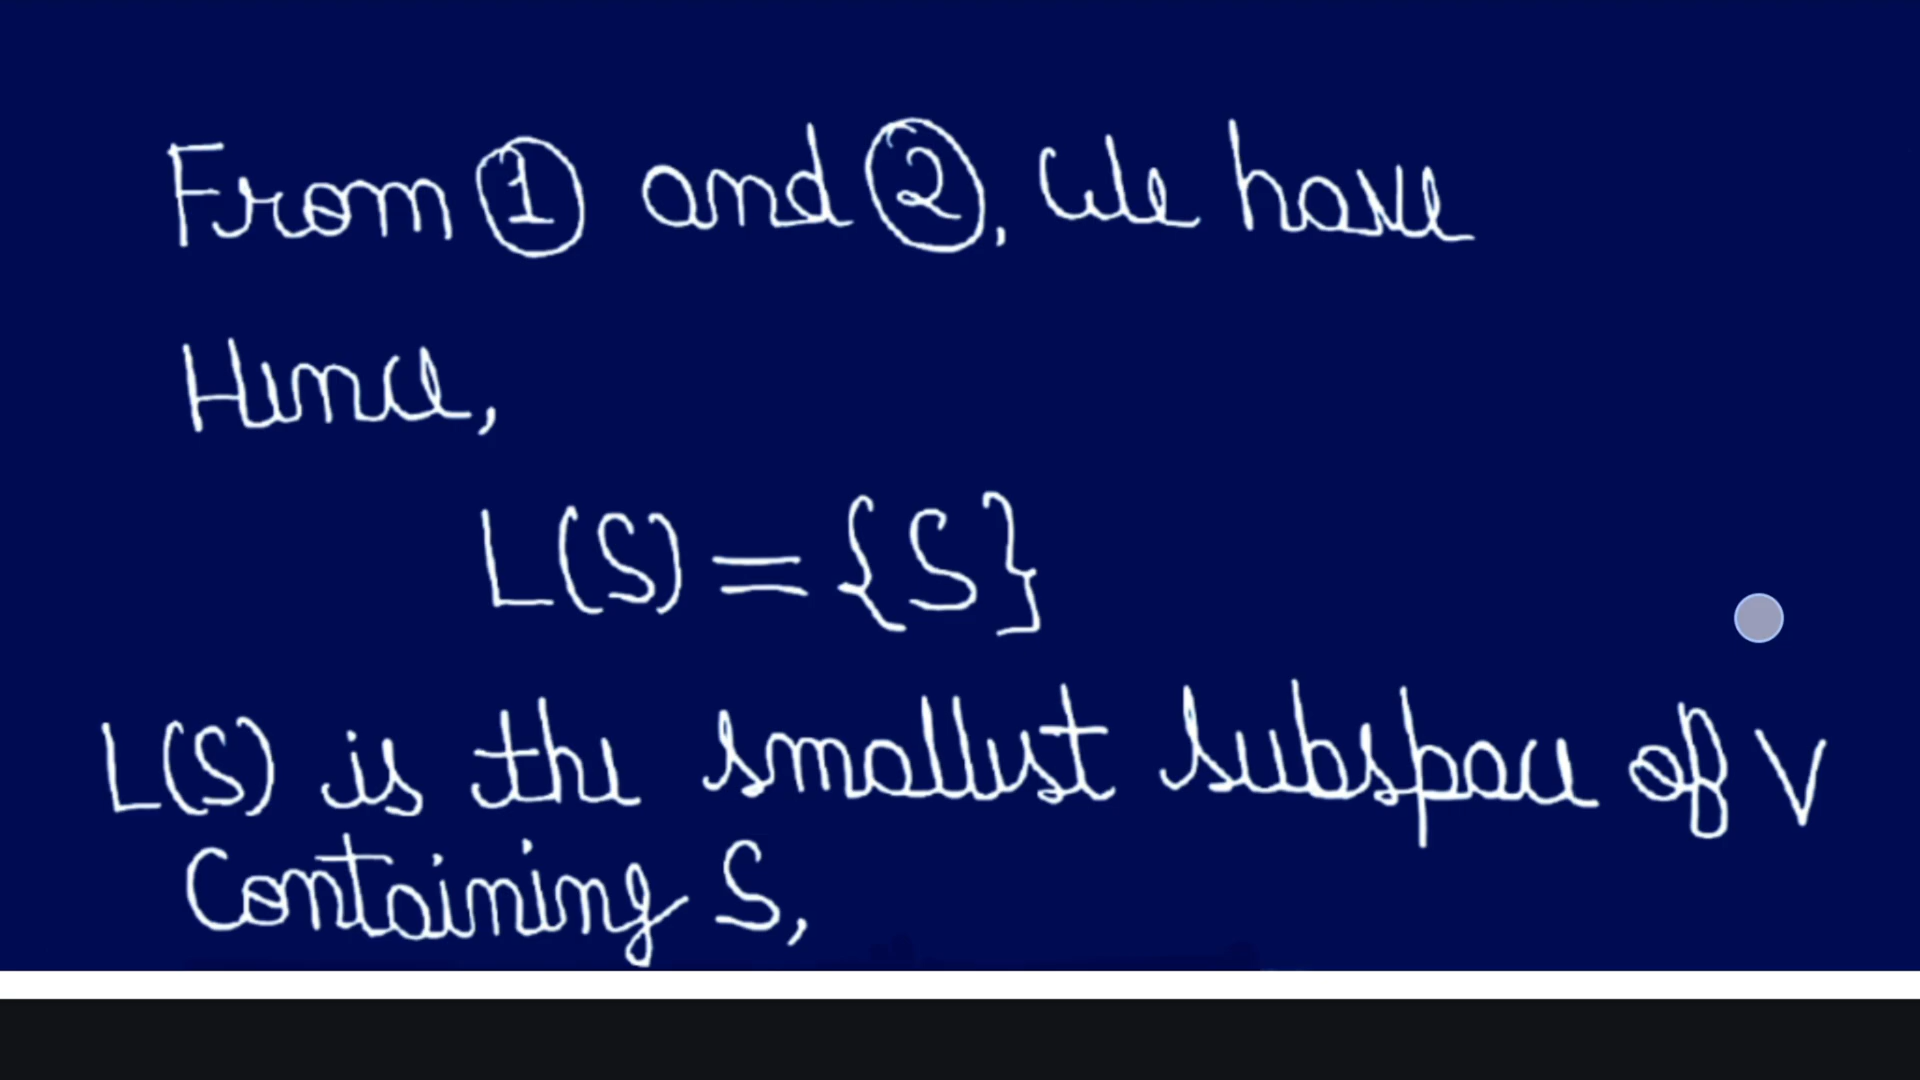 From ① and ②, We have
Hence,
L(S) = {S}
L(S) is the smallest subspace of V
Containing S,